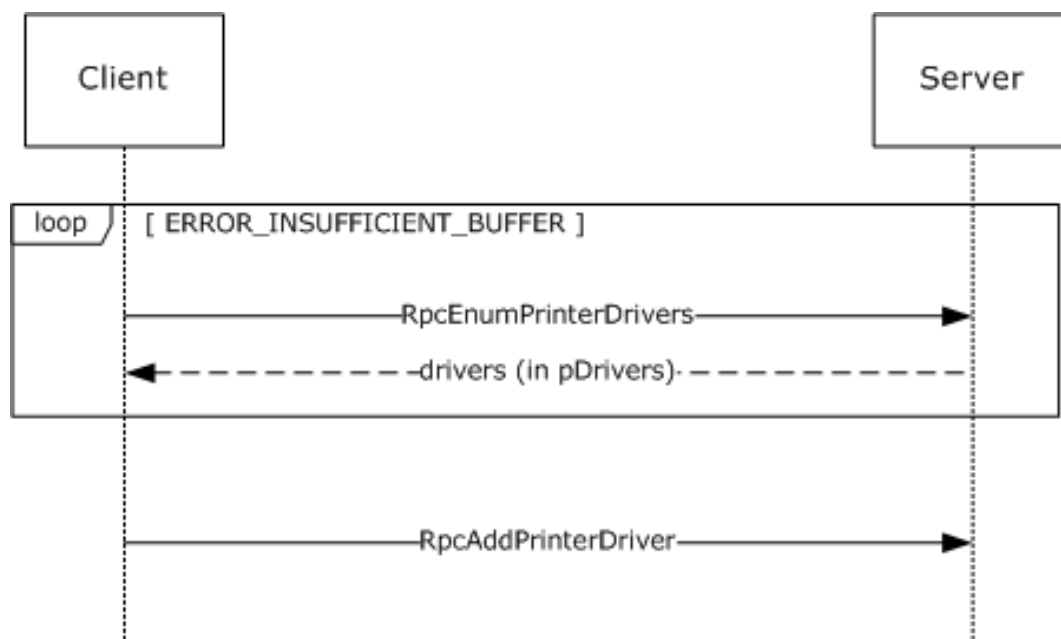 Client
Server
loop
[ ERROR_INSUFFICIENT_BUFFER ]
RpcEnumPrinterDrivers
drivers (in pDrivers)
RpcAddPrinterDriver